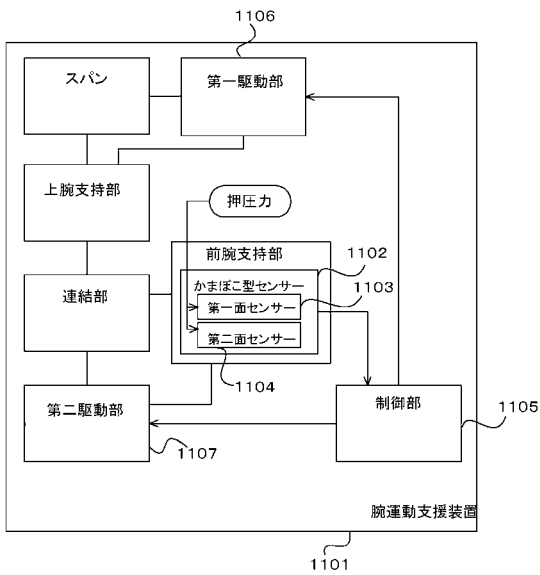 1106
スパン
第一駆動部
上腕支持部
押圧力
前腕支持部
1102
かまぼこ型センサー
1103
第一面センサー
連結部
第二面センサー
1104
第二駆動部
制御部
1105
1107
腕運動支援装置
1101